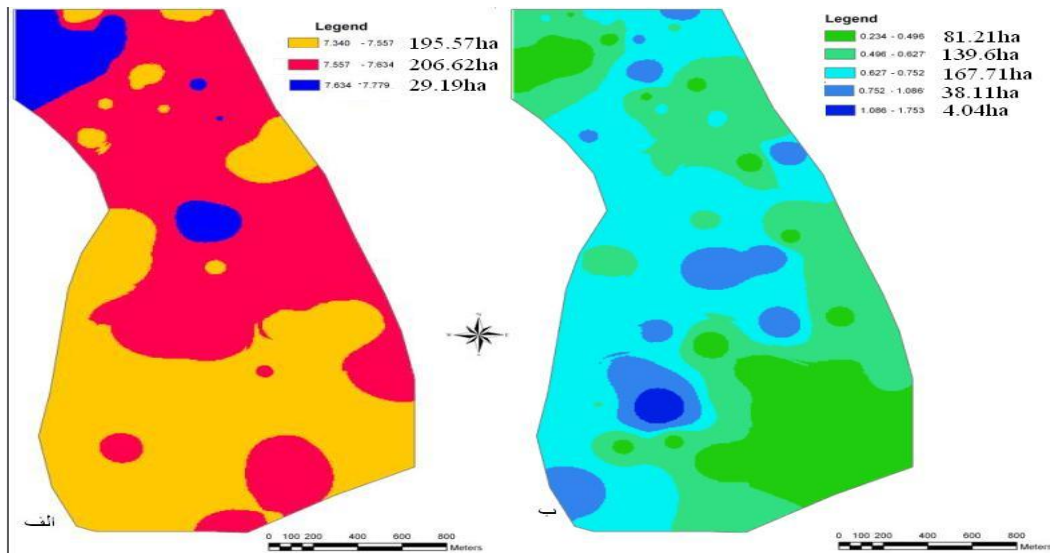 Legend
7.340 - 7.557 195.57ha
7.557 - 7.634 206.62ha
7.634 - 7.779 29.19ha
الف
0 100 200 400 600 800
Meters
Legend
0.234 - 0.496 81.21ha
0.496 - 0.627 139.6ha
0.627 - 0.752 167.71ha
0.752 - 1.086 38.11ha
1.086 - 1.753 4.04ha
ب
0 100 200 400 600 800
Meters